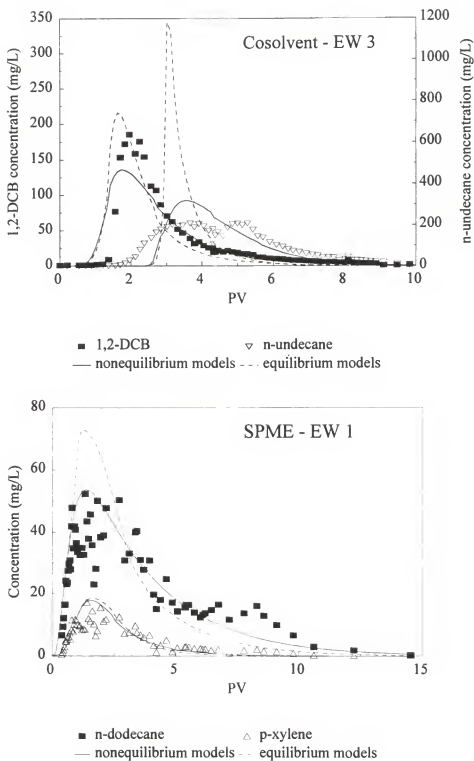 Cosolvent - EW 3
1,2-DCB concentration (mg/L)
350
300
250
200
150
100
50
0
n-undecane concentration (mg/L)
1200
1000
800
600
400
200
0
0 2 4 6 8 10
PV
■ 1,2-DCB ▽ n-undecane
— nonequilibrium models - - - equilibrium models
SPME - EW 1
Concentration (mg/L)
80
60
40
20
0
0 5 10 15
PV
■ n-dodecane △ p-xylene
— nonequilibrium models - - - equilibrium models